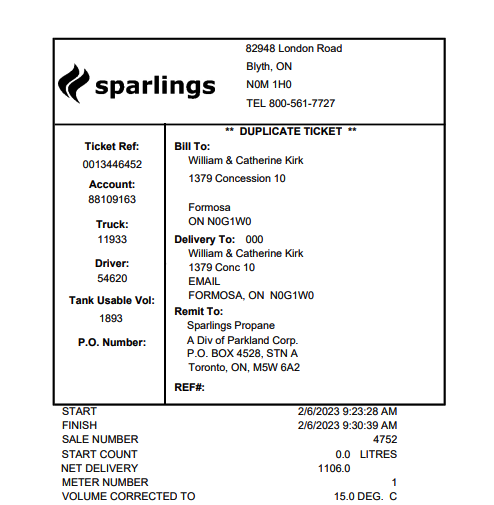 sparlings
82948 London Road
Blyth, ON
N0M 1H0
TEL 800-561-7727
** DUPLICATE TICKET **
Ticket Ref:
0013446452
Account:
88109163
Truck:
11933
Driver:
54620
Tank Usable Vol:
1893
P.O. Number:
Bill To:
William & Catherine Kirk
1379 Concession 10
Formosa
ON N0G1W0
Delivery To: 000
William & Catherine Kirk
1379 Conc 10
EMAIL
FORMOSA, ON N0G1W0
Remit To:
Sparlings Propane
A Div of Parkland Corp.
P.O. BOX 4528, STN A
Toronto, ON, M5W 6A2
REF#:
START 2/6/2023 9:23:28 AM
FINISH 2/6/2023 9:30:39 AM
SALE NUMBER 4752
START COUNT 0.0 LITRES
NET DELIVERY 1106.0
METER NUMBER 1
VOLUME CORRECTED TO 15.0 DEG. C